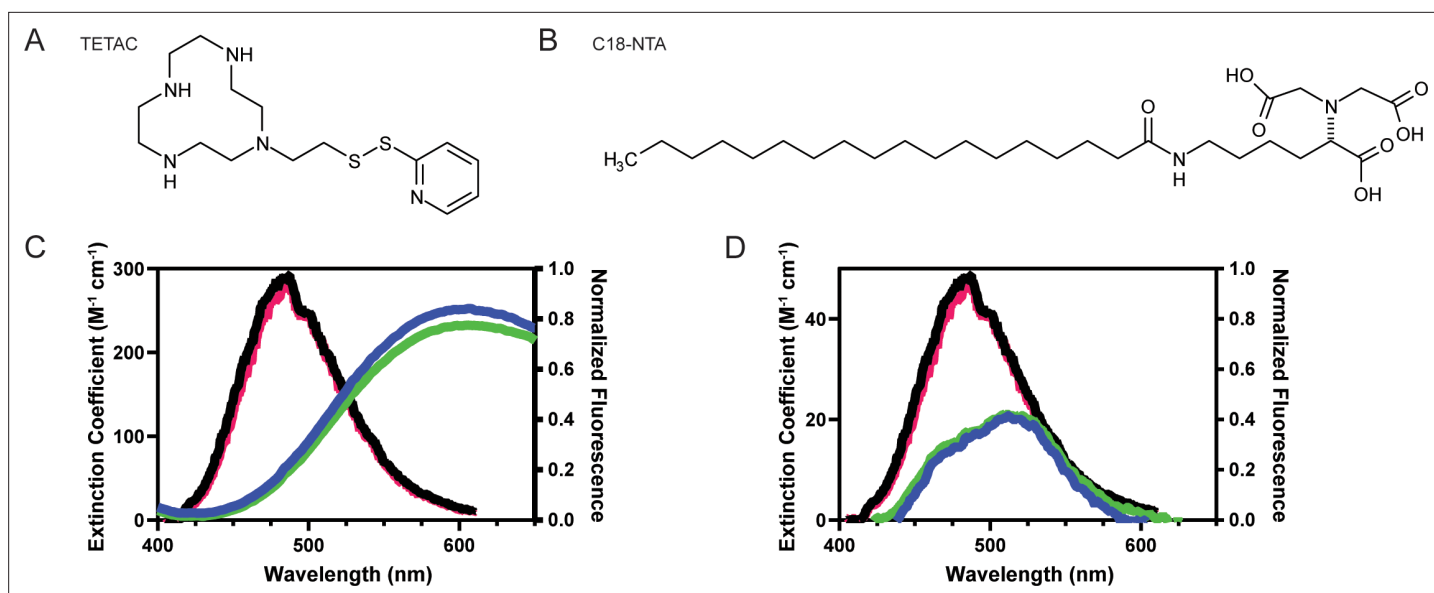 A TETAC
NH
NH
N
H
N
S
S
N
B C18-NTA
H₃C
O
N
H
HO
O
N
O
OH
O
OH
C
Extinction Coefficient (M⁻¹ cm⁻¹)
300
200
100
0
400 500 600
Wavelength (nm)
1.0
0.8
0.6
0.4
0.2
0.0
Normalized Fluorescence
D
Extinction Coefficient (M⁻¹ cm⁻¹)
40
20
0
400 500 600
Wavelength (nm)
1.0
0.8
0.6
0.4
0.2
0.0
Normalized Fluorescence